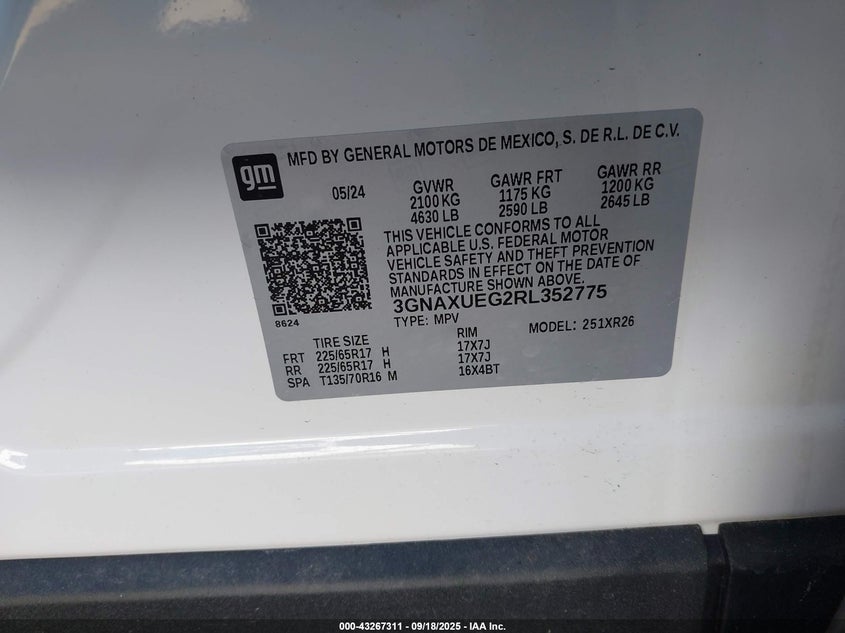 gm
MFD BY GENERAL MOTORS DE MEXICO, S. DE R.L. DE C.V.
05/24 GVWR GAWR FRT GAWR RR
2100 KG 1175 KG 1200 KG
4630 LB 2590 LB 2645 LB
THIS VEHICLE CONFORMS TO ALL
APPLICABLE U.S. FEDERAL MOTOR
VEHICLE SAFETY AND THEFT PREVENTION
STANDARDS IN EFFECT ON THE DATE OF
MANUFACTURE SHOWN ABOVE.
3GNAXUEG2RL352775
8624
TYPE: MPV MODEL: 251XR26
TIRE SIZE RIM
FRT 225/65R17 H 17X7J
RR 225/65R17 H 17X7J
SPA T135/70R16 M 16X4BT
000-43267311 - 09/18/2025 - IAA Inc.